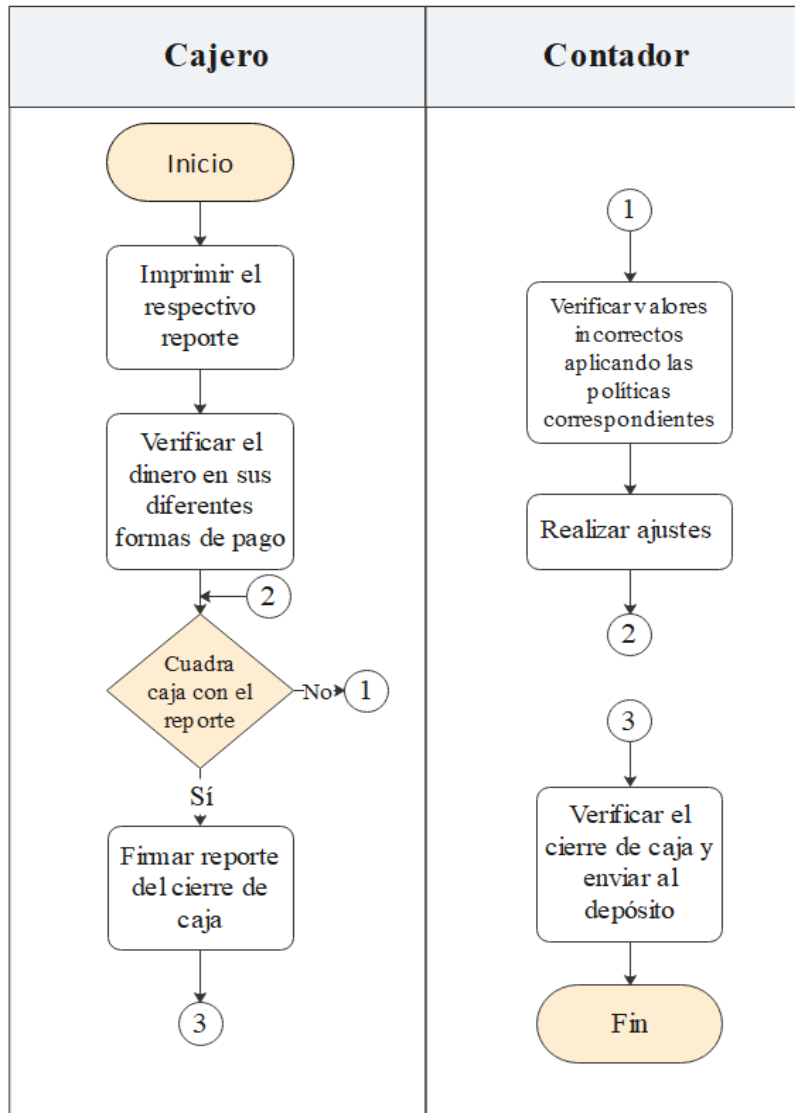 Cajero
Contador
Inicio
Imprimir el
respectivo
reporte
Verificar el
dinero en sus
diferentes
formas de pago
2
Cuadra
caja con el
reporte
No
1
Sí
Firmar reporte
del cierre de
caja
3
1
Verificar valores
incorrectos
aplicando las
políticas
correspondientes
Realizar ajustes
2
3
Verificar el
cierre de caja y
enviar al
depósito
Fin